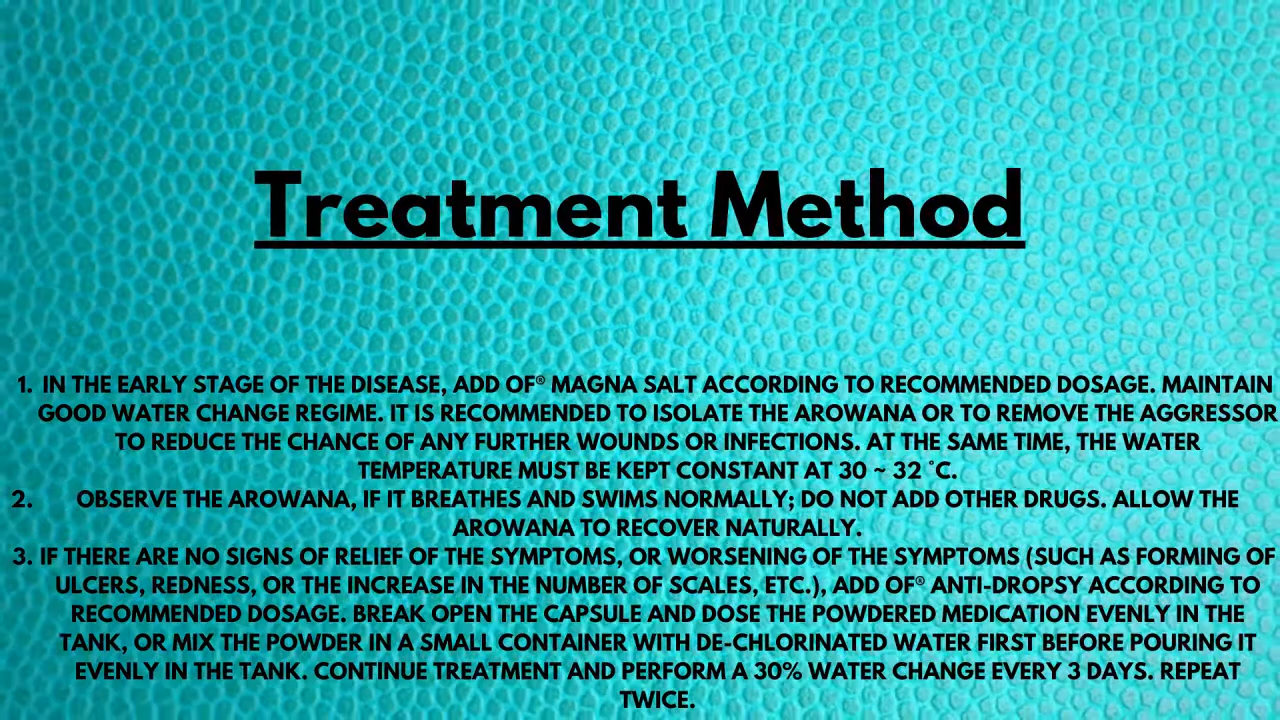 Treatment Method
1. IN THE EARLY STAGE OF THE DISEASE, ADD OF® MAGNA SALT ACCORDING TO RECOMMENDED DOSAGE. MAINTAIN
GOOD WATER CHANGE REGIME. IT IS RECOMMENDED TO ISOLATE THE AROWANA OR TO REMOVE THE AGGRESSOR
TO REDUCE THE CHANCE OF ANY FURTHER WOUNDS OR INFECTIONS. AT THE SAME TIME, THE WATER
TEMPERATURE MUST BE KEPT CONSTANT AT 30 ~ 32 °C.
2. OBSERVE THE AROWANA, IF IT BREATHES AND SWIMS NORMALLY; DO NOT ADD OTHER DRUGS. ALLOW THE
AROWANA TO RECOVER NATURALLY.
3. IF THERE ARE NO SIGNS OF RELIEF OF THE SYMPTOMS, OR WORSENING OF THE SYMPTOMS (SUCH AS FORMING OF
ULCERS, REDNESS, OR THE INCREASE IN THE NUMBER OF SCALES, ETC.), ADD OF® ANTI-DROPSY ACCORDING TO
RECOMMENDED DOSAGE. BREAK OPEN THE CAPSULE AND DOSE THE POWDERED MEDICATION EVENLY IN THE
TANK, OR MIX THE POWDER IN A SMALL CONTAINER WITH DE-CHLORINATED WATER FIRST BEFORE POURING IT
EVENLY IN THE TANK. CONTINUE TREATMENT AND PERFORM A 30% WATER CHANGE EVERY 3 DAYS. REPEAT
TWICE.